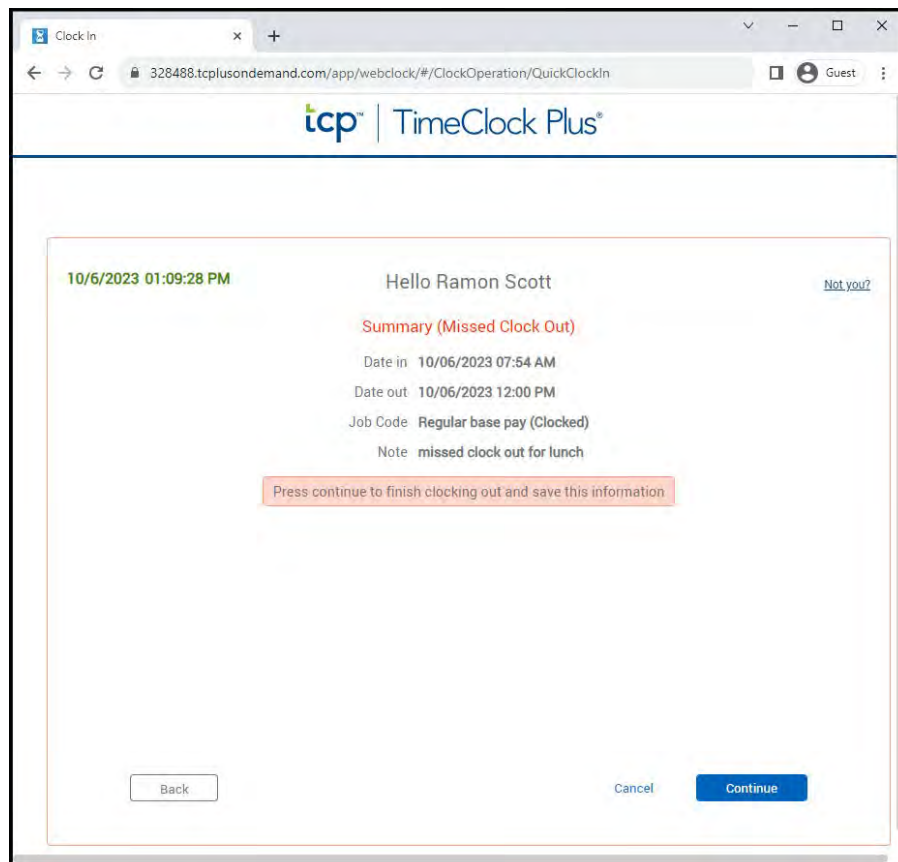 Clock In
328488.tcplusondemand.com/app/webclock/#/ClockOperation/QuickClockIn
Guest
tcp™ | TimeClock Plus®
10/6/2023 01:09:28 PM
Hello Ramon Scott
Not you?
Summary (Missed Clock Out)
Date in 10/06/2023 07:54 AM
Date out 10/06/2023 12:00 PM
Job Code Regular base pay (Clocked)
Note missed clock out for lunch
Press continue to finish clocking out and save this information
Back
Cancel
Continue